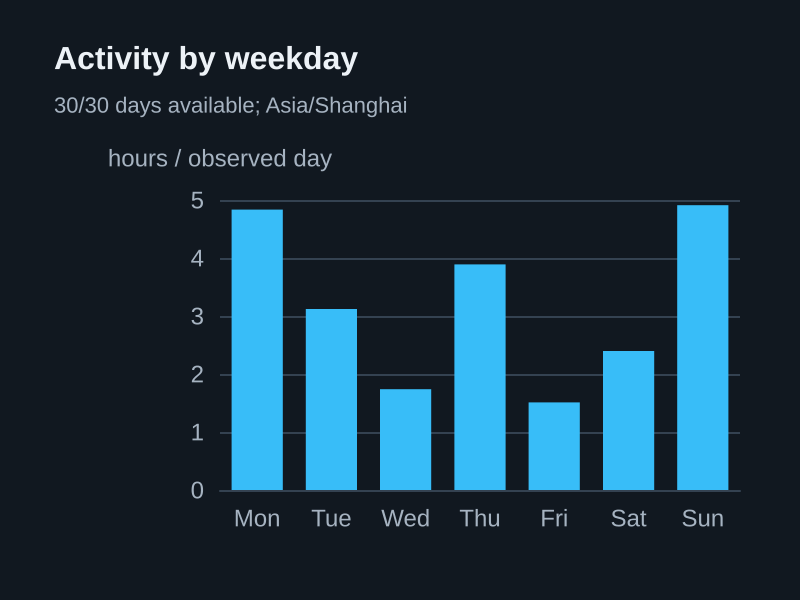 Activity by weekday
30/30 days available; Asia/Shanghai
hours / observed day
5
4
3
2
1
0
Mon Tue Wed Thu Fri Sat Sun